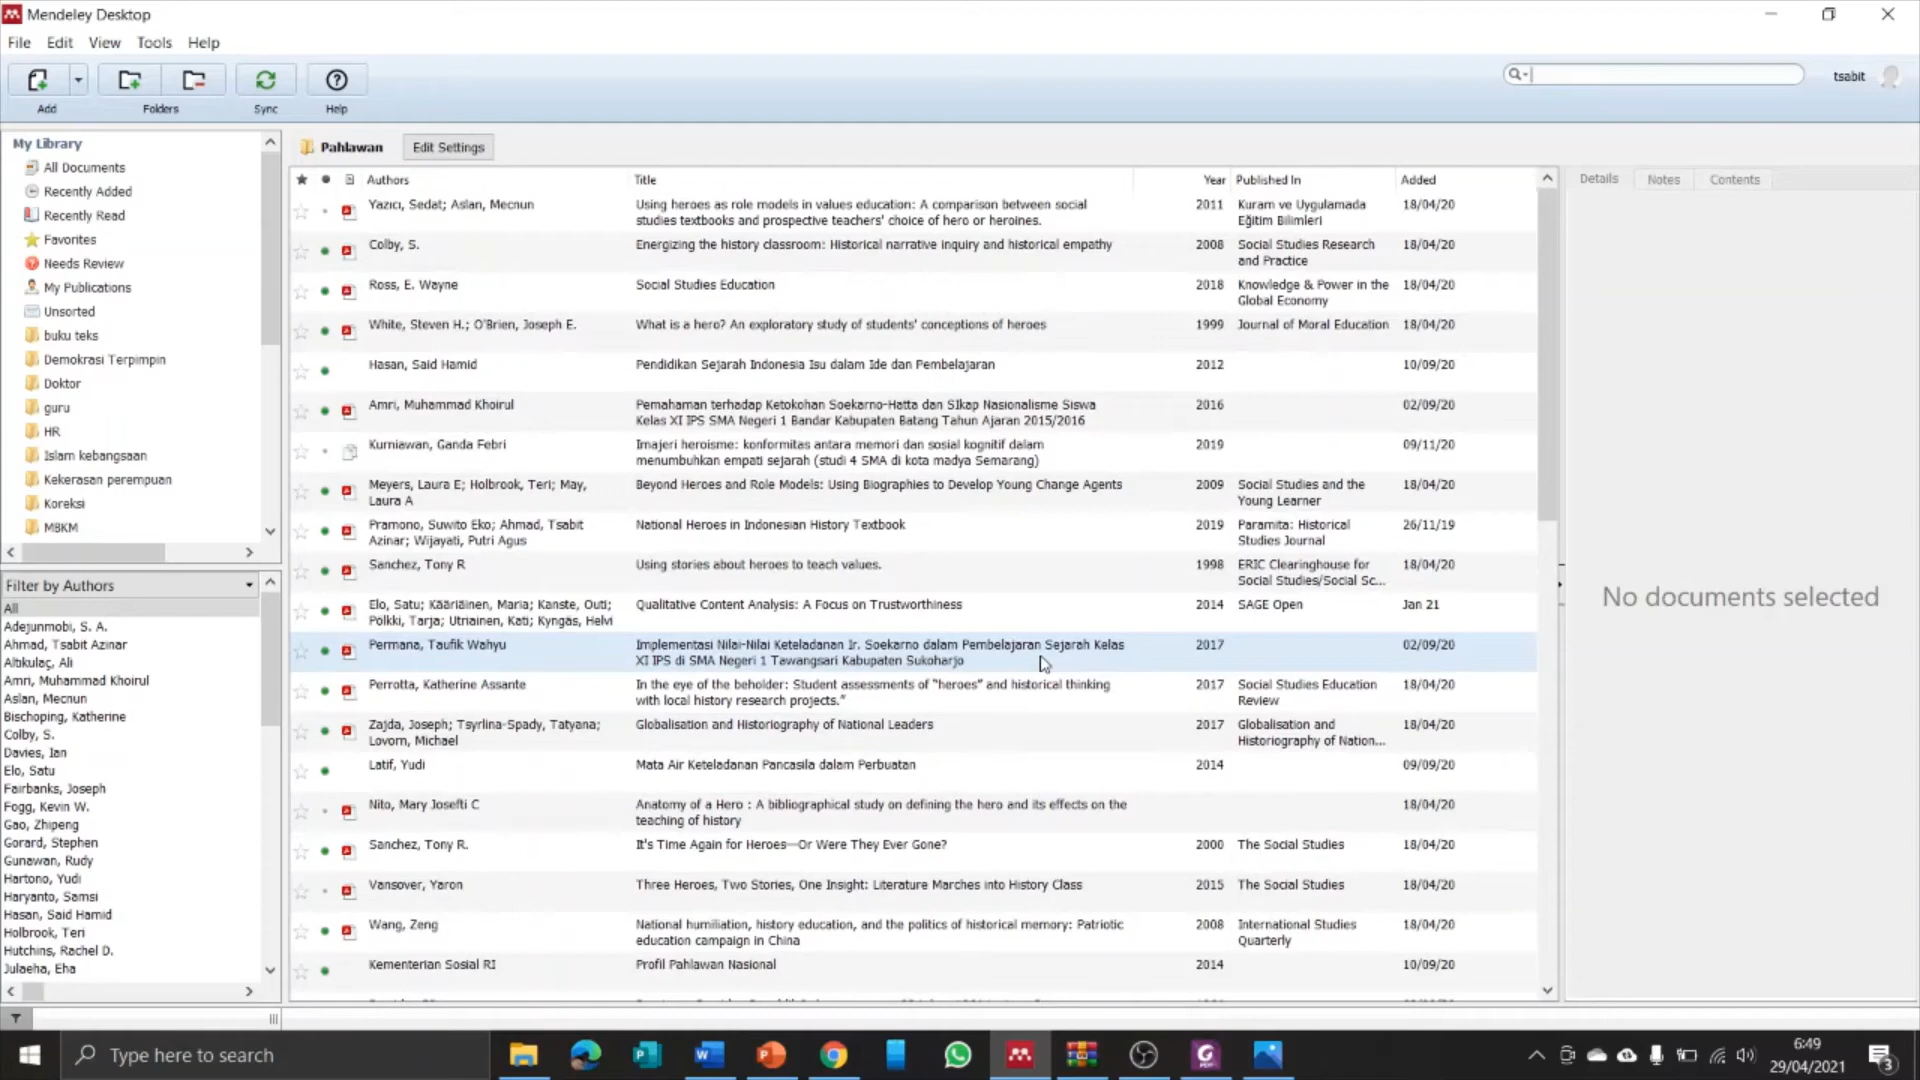 Mendeley Desktop
File Edit View Tools Help
Add Folders Sync Help
tsabit
My Library
All Documents
Recently Added
Recently Read
Favorites
Needs Review
My Publications
Unsorted
buku teks
Demokrasi Terpimpin
Doktor
guru
HR
Islam kebangsaan
Kekerasan perempuan
Koreksi
MBKM
Filter by Authors
All
Adejunmobi, S. A.
Ahmad, Tsabit Azinar
Altıkulaç, Ali
Amri, Muhammad Khoirul
Aslan, Mecnun
Bischoping, Katherine
Colby, S.
Davies, Ian
Elo, Satu
Fairbanks, Joseph
Fogg, Kevin W.
Gao, Zhipeng
Gorard, Stephen
Gunawan, Rudy
Hartono, Yudi
Haryanto, Samsi
Hasan, Said Hamid
Holbrook, Teri
Hutchins, Rachel D.
Julaeha, Eha
Pahlawan Edit Settings
Authors Title Year Published In Added
Yazıcı, Sedat; Aslan, Mecnun Using heroes as role models in values education: A comparison between social 2011 Kuram ve Uygulamada 18/04/20
studies textbooks and prospective teachers' choice of hero or heroines. Eğitim Bilimleri
Colby, S. Energizing the history classroom: Historical narrative inquiry and historical empathy 2008 Social Studies Research 18/04/20
and Practice
Ross, E. Wayne Social Studies Education 2018 Knowledge & Power in the 18/04/20
Global Economy
White, Steven H.; O'Brien, Joseph E. What is a hero? An exploratory study of students' conceptions of heroes 1999 Journal of Moral Education 18/04/20
Hasan, Said Hamid Pendidikan Sejarah Indonesia Isu dalam Ide dan Pembelajaran 2012 10/09/20
Amri, Muhammad Khoirul Pemahaman terhadap Ketokohan Soekarno-Hatta dan SIkap Nasionalisme Siswa 2016 02/09/20
Kelas XI IPS SMA Negeri 1 Bandar Kabupaten Batang Tahun Ajaran 2015/2016
Kurniawan, Ganda Febri Imajeri heroisme: konformitas antara memori dan sosial kognitif dalam 2019 09/11/20
menumbuhkan empati sejarah (studi 4 SMA di kota madya Semarang)
Meyers, Laura E; Holbrook, Teri; May, Beyond Heroes and Role Models: Using Biographies to Develop Young Change Agents 2009 Social Studies and the 18/04/20
Laura A Young Learner
Pramono, Suwito Eko; Ahmad, Tsabit National Heroes in Indonesian History Textbook 2019 Paramita: Historical 26/11/19
Azinar; Wijayati, Putri Agus Studies Journal
Sanchez, Tony R Using stories about heroes to teach values. 1998 ERIC Clearinghouse for 18/04/20
Social Studies/Social Sc...
Elo, Satu; Kääriäinen, Maria; Kanste, Outi; Qualitative Content Analysis: A Focus on Trustworthiness 2014 SAGE Open Jan 21
Pölkki, Tarja; Utriainen, Kati; Kyngäs, Helvi
Permana, Taufik Wahyu Implementasi Nilai-Nilai Keteladanan Ir. Soekarno dalam Pembelajaran Sejarah Kelas 2017 02/09/20
XI IPS di SMA Negeri 1 Tawangsari Kabupaten Sukoharjo
Perrotta, Katherine Assante In the eye of the beholder: Student assessments of "heroes" and historical thinking 2017 Social Studies Education 18/04/20
with local history research projects." Review
Zajda, Joseph; Tsyrlina-Spady, Tatyana; Globalisation and Historiography of National Leaders 2017 Globalisation and 18/04/20
Lovorn, Michael Historiography of Nation...
Latif, Yudi Mata Air Keteladanan Pancasila dalam Perbuatan 2014 09/09/20
Nito, Mary Josefti C Anatomy of a Hero : A bibliographical study on defining the hero and its effects on the 18/04/20
teaching of history
Sanchez, Tony R. It's Time Again for Heroes—Or Were They Ever Gone? 2000 The Social Studies 18/04/20
Vansover, Yaron Three Heroes, Two Stories, One Insight: Literature Marches into History Class 2015 The Social Studies 18/04/20
Wang, Zeng National humiliation, history education, and the politics of historical memory: Patriotic 2008 International Studies 18/04/20
education campaign in China Quarterly
Kementerian Sosial RI Profil Pahlawan Nasional 2014 10/09/20
Details Notes Contents
No documents selected
Type here to search
6:49
29/04/2021
3